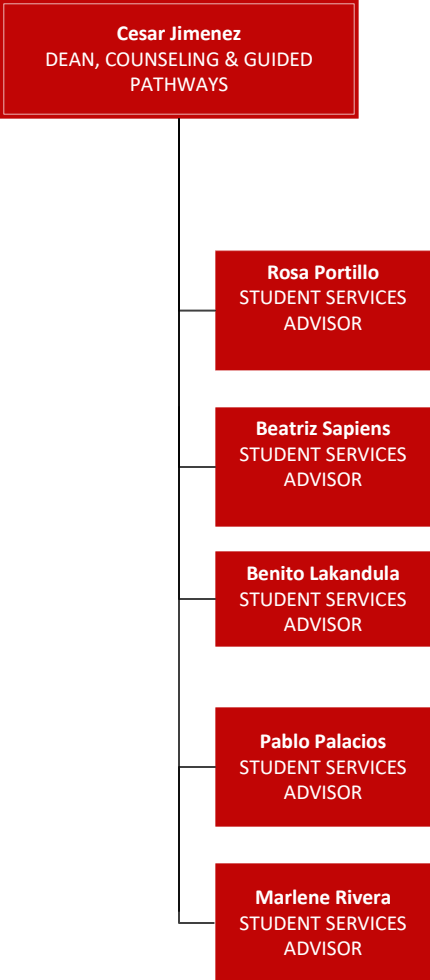 Cesar Jimenez
DEAN, COUNSELING & GUIDED
PATHWAYS
Rosa Portillo
STUDENT SERVICES
ADVISOR
Beatriz Sapiens
STUDENT SERVICES
ADVISOR
Benito Lakandula
STUDENT SERVICES
ADVISOR
Pablo Palacios
STUDENT SERVICES
ADVISOR
Marlene Rivera
STUDENT SERVICES
ADVISOR